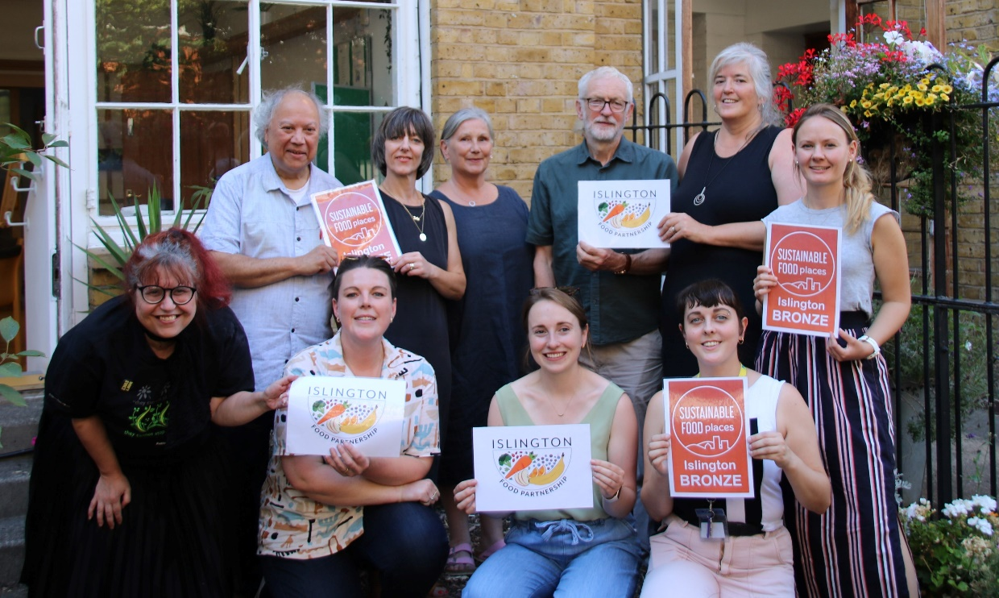 SUSTAINABLE
FOOD places
Islington
ISLINGTON
FOOD PARTNERSHIP
SUSTAINABLE
FOOD places
Islington
BRONZE
ISLINGTON
FOOD PARTNERSHIP
ISLINGTON
FOOD PARTNERSHIP
SUSTAINABLE
FOOD places
Islington
BRONZE